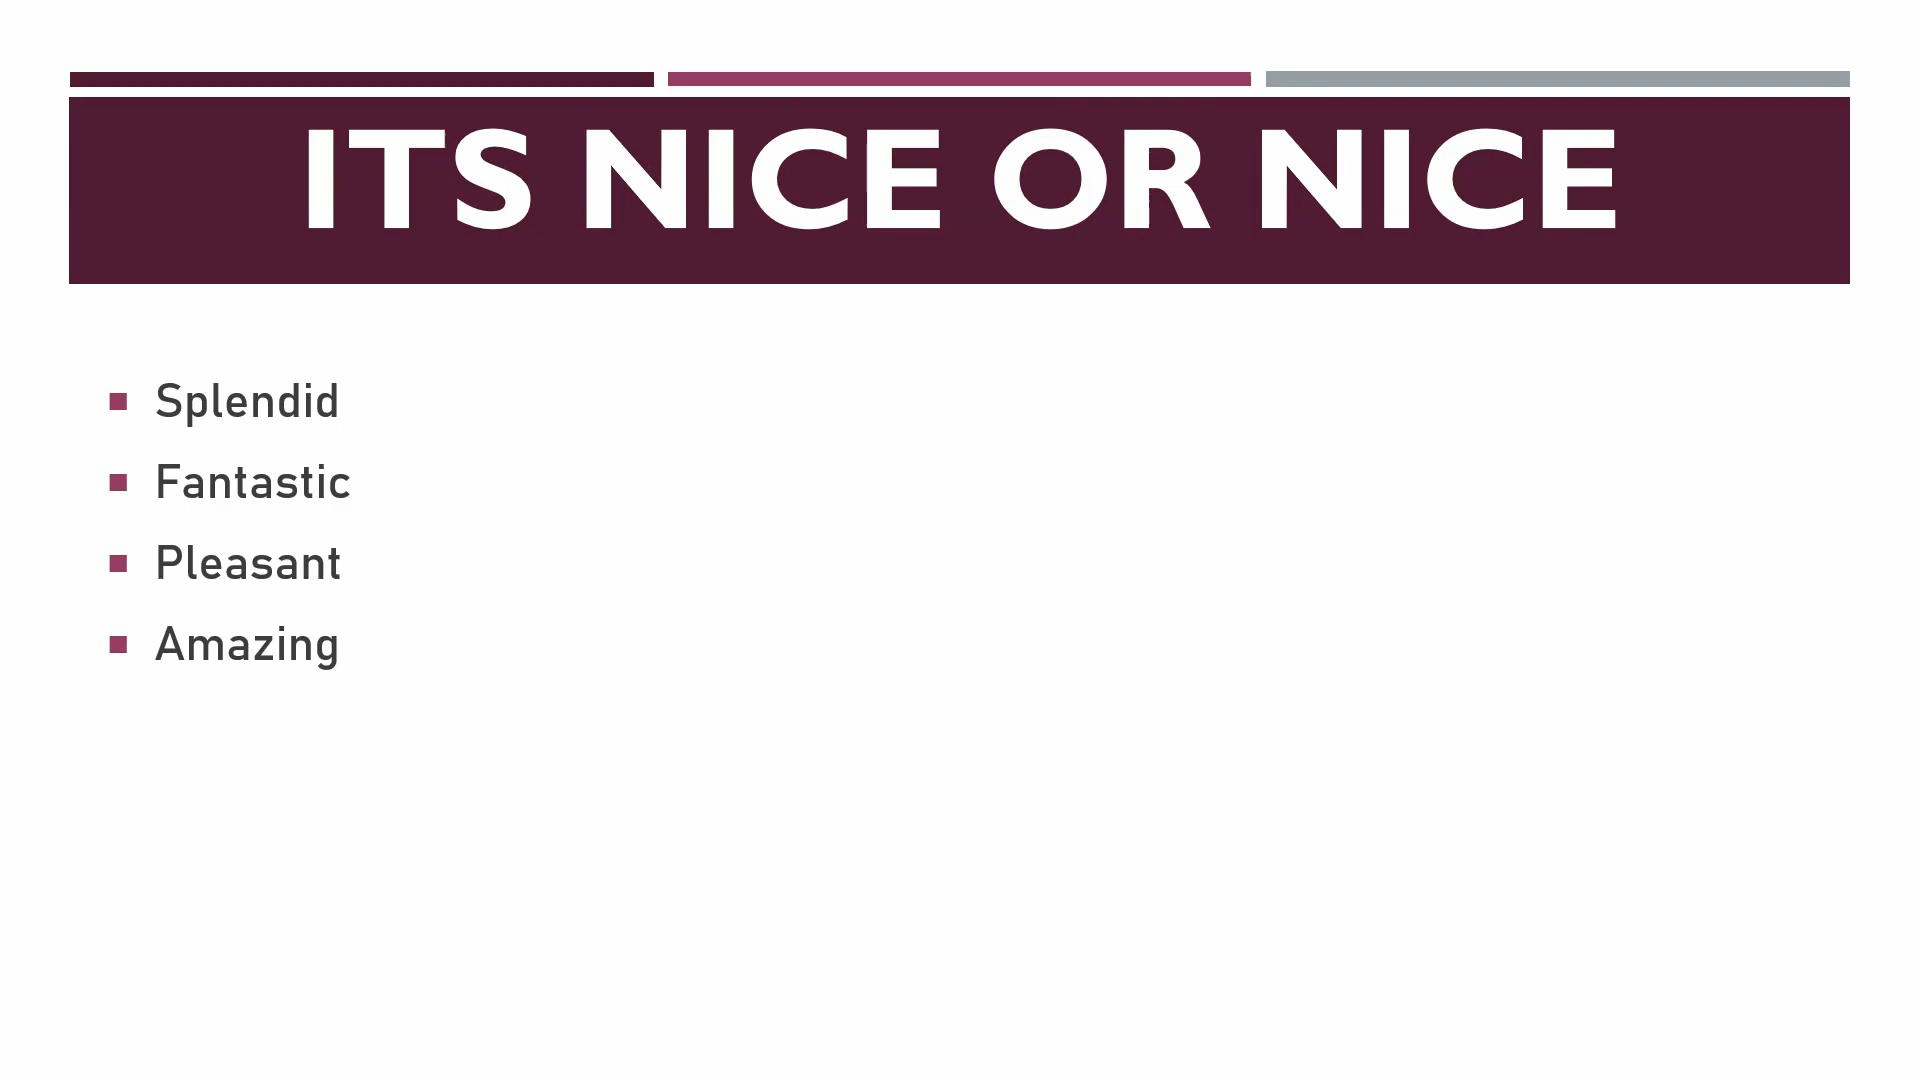 ITS NICE OR NICE
Splendid
Fantastic
Pleasant
Amazing